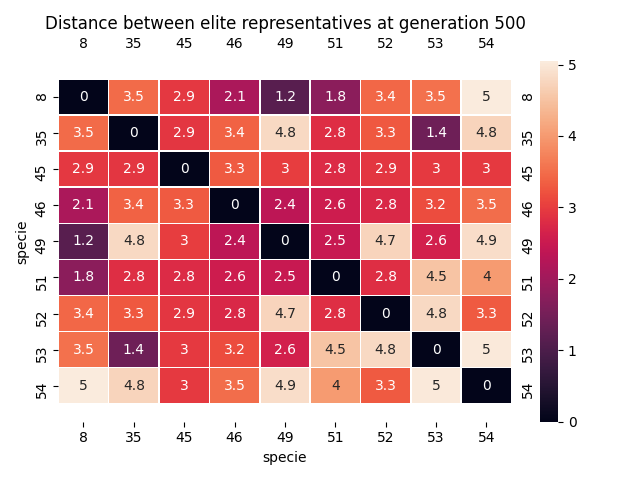 Distance between elite representatives at generation 500
8 35 45 46 49 51 52 53 54
8 0 3.5 2.9 2.1 1.2 1.8 3.4 3.5 5 8
35 3.5 0 2.9 3.4 4.8 2.8 3.3 1.4 4.8 35
45 2.9 2.9 0 3.3 3 2.8 2.9 3 3 45
46 2.1 3.4 3.3 0 2.4 2.6 2.8 3.2 3.5 46
49 1.2 4.8 3 2.4 0 2.5 4.7 2.6 4.9 49
51 1.8 2.8 2.8 2.6 2.5 0 2.8 4.5 4 51
52 3.4 3.3 2.9 2.8 4.7 2.8 0 4.8 3.3 52
53 3.5 1.4 3 3.2 2.6 4.5 4.8 0 5 53
54 5 4.8 3 3.5 4.9 4 3.3 5 0 54
8 35 45 46 49 51 52 53 54
specie
specie
5
4
3
2
1
0